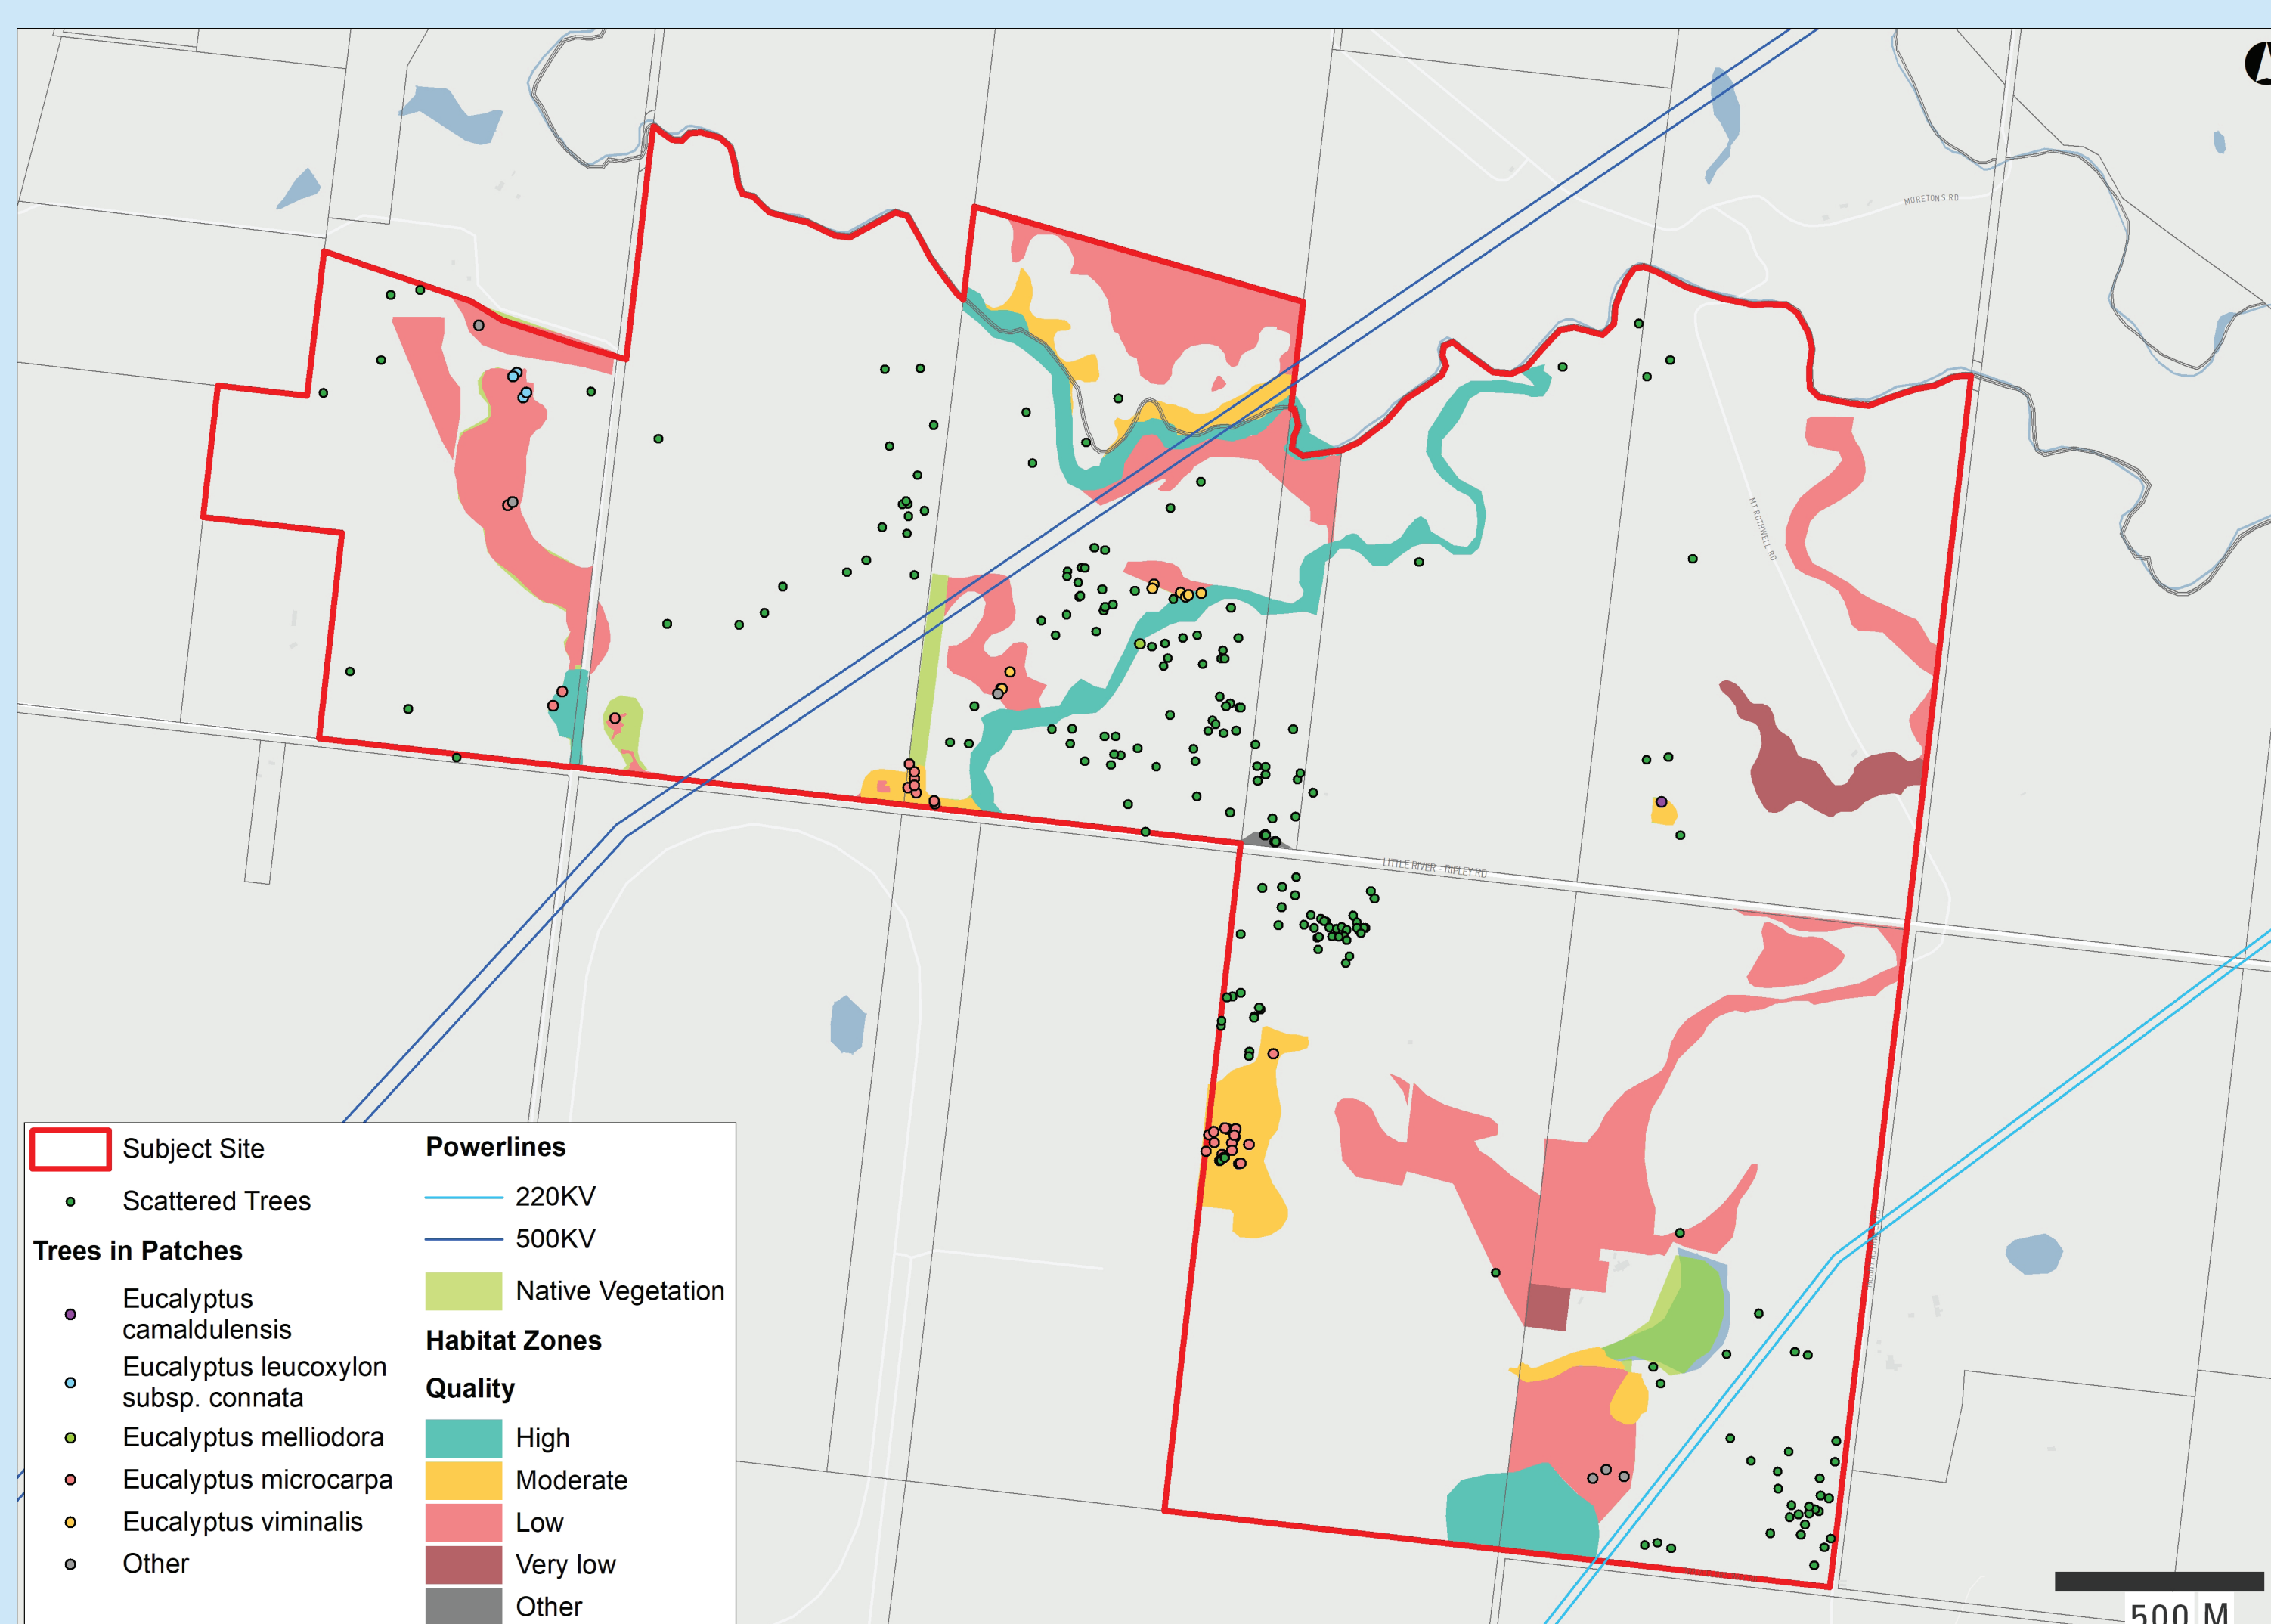 MORETONS RD
MT ROTHWELL RD
LITTLE RIVER - RIPLEY RD
Subject Site
Scattered Trees
Trees in Patches
Eucalyptus
camaldulensis
Eucalyptus leucoxylon
subsp. connata
Eucalyptus melliodora
Eucalyptus microcarpa
Eucalyptus viminalis
Other
Powerlines
220KV
500KV
Native Vegetation
Habitat Zones
Quality
High
Moderate
Low
Very low
Other
500 M